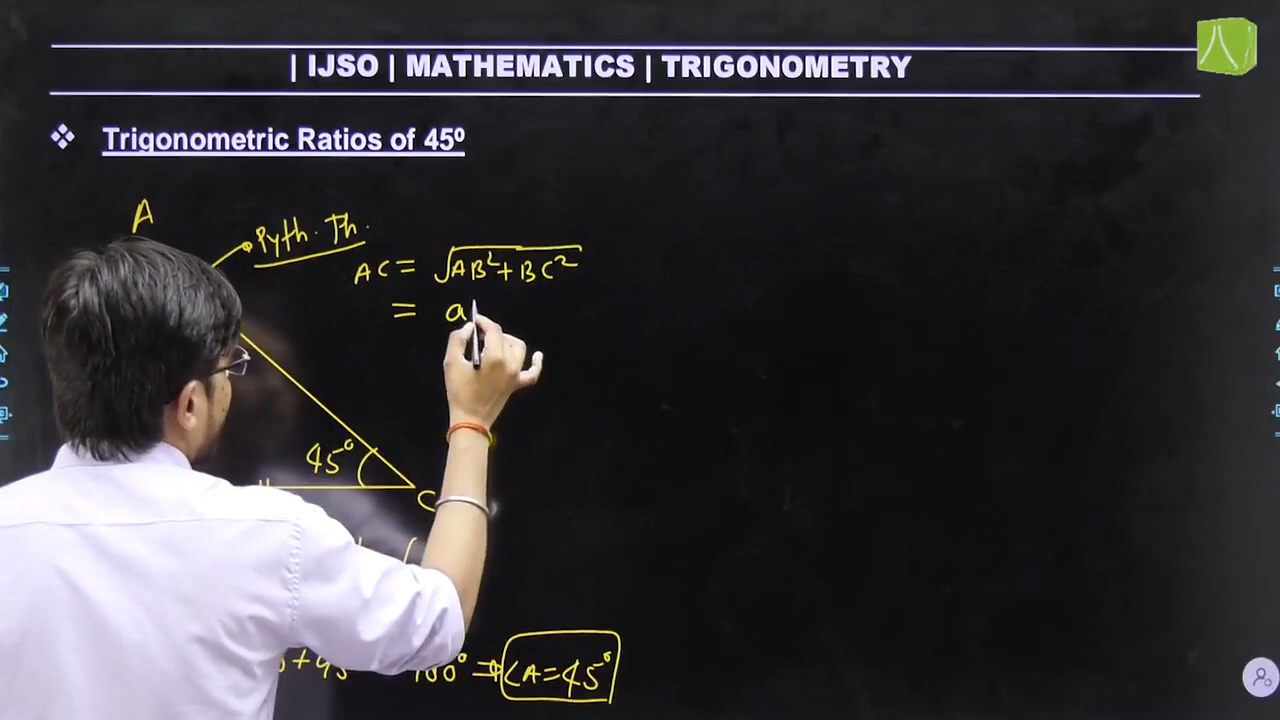 | IJSO | MATHEMATICS | TRIGONOMETRY
❖ Trigonometric Ratios of 45⁰
A
Pyth. Th.
AC = √AB²+BC²
= a
45°
C
⇒ ∠A=45°